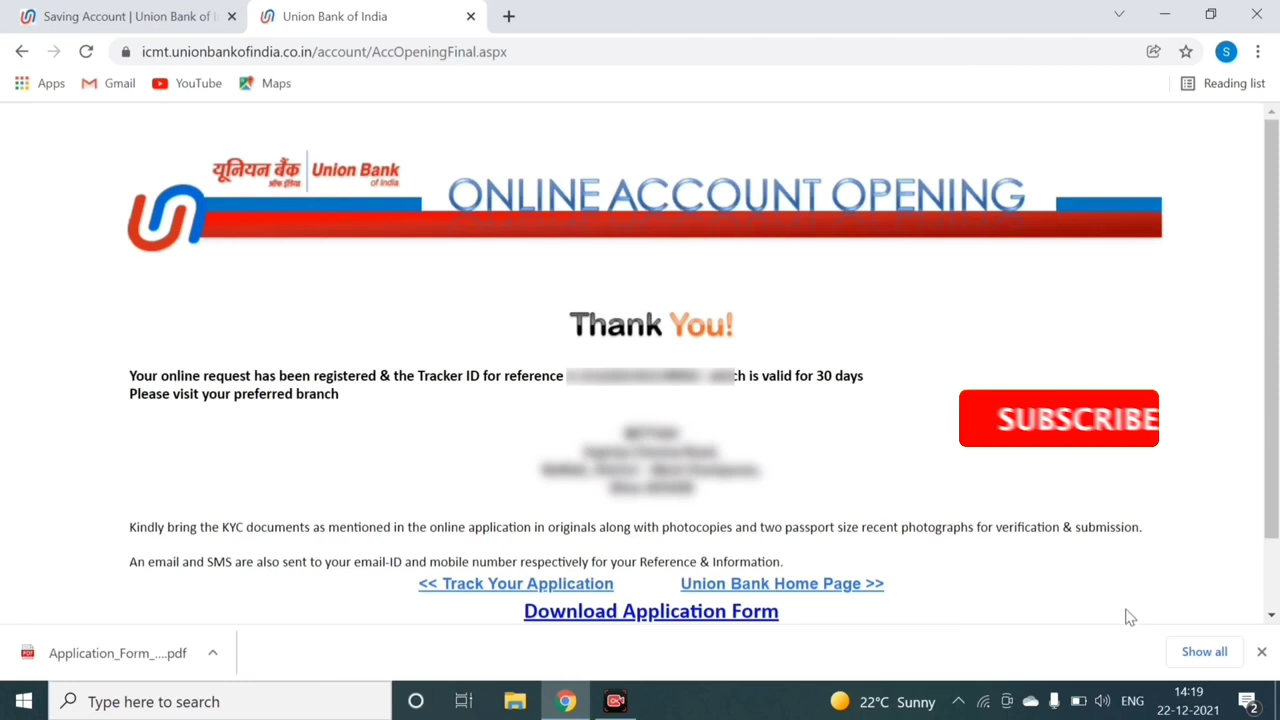 Saving Account | Union Bank of I
Union Bank of India
icmt.unionbankofindia.co.in/account/AccOpeningFinal.aspx
Apps
Gmail
YouTube
Maps
Reading list
S
यूनियन बैंक
ऑफ इंडिया
Union Bank
of India
ONLINE ACCOUNT OPENING
Thank You!
Your online request has been registered & the Tracker ID for reference is valid for 30 days
Please visit your preferred branch
SUBSCRIBE
Kindly bring the KYC documents as mentioned in the online application in originals along with photocopies and two passport size recent photographs for verification & submission.
An email and SMS are also sent to your email-ID and mobile number respectively for your Reference & Information.
<< Track Your Application
Union Bank Home Page >>
Download Application Form
PDF
Application_Form_....pdf
Show all
Type here to search
22°C Sunny
ENG
14:19
22-12-2021
2